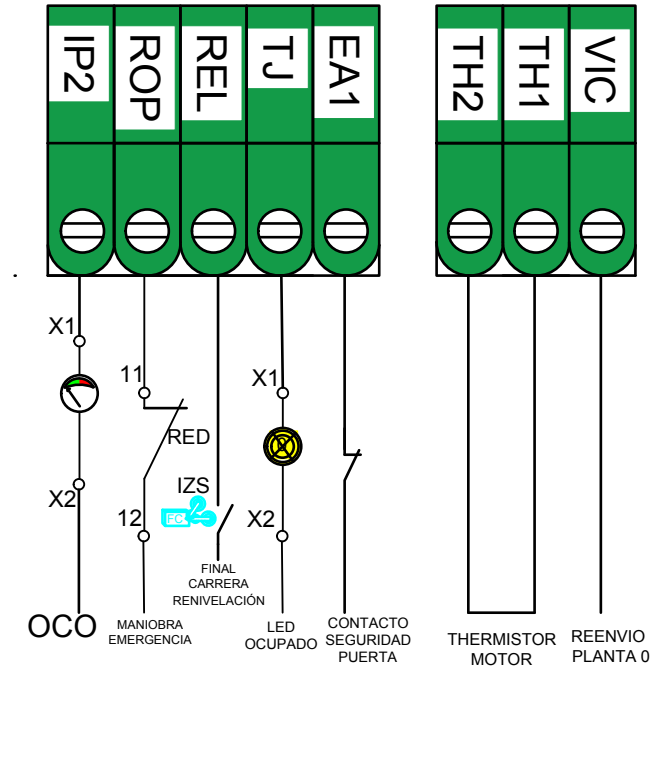 IP2
ROP
REL
TJ
EA1
TH2
TH1
VIC
X1
11
X1
RED
X2
IZS
FC
12
X2
OCO
MANIOBRA
EMERGENCIA
FINAL
CARRERA
RENIVELACIÓN
LED
OCUPADO
CONTACTO
SEGURIDAD
PUERTA
THERMISTOR
MOTOR
REENVIO
PLANTA 0